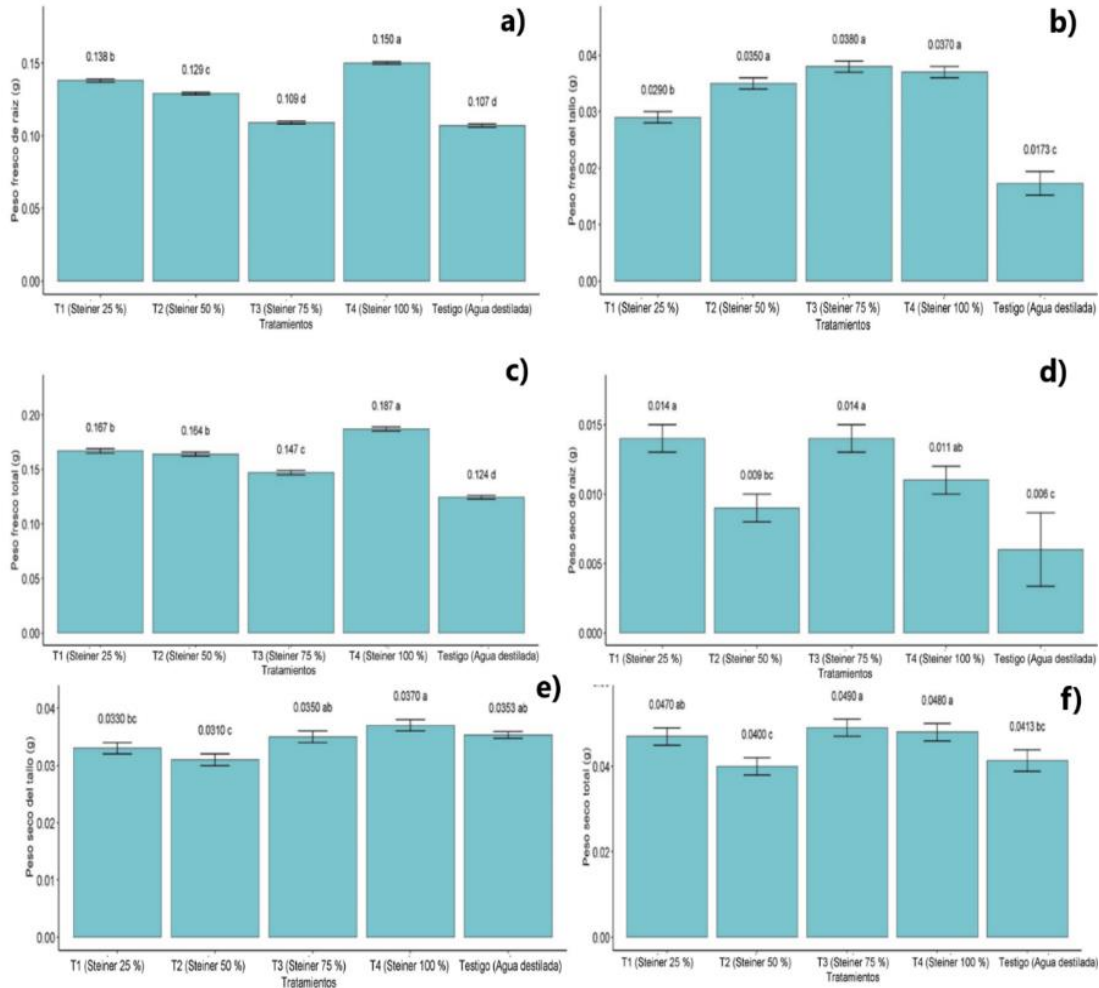 a)
Peso fresco de raiz (g)
0.15
0.10
0.05
0.00
0.138 b
0.129 c
0.109 d
0.150 a
0.107 d
T1 (Steiner 25 %)
T2 (Steiner 50 %)
T3 (Steiner 75 %)
T4 (Steiner 100 %)
Testigo (Agua destilada)
Tratamientos
b)
Peso fresco del tallo (g)
0.04
0.03
0.02
0.01
0.00
0.0290 b
0.0350 a
0.0380 a
0.0370 a
0.0173 c
T1 (Steiner 25 %)
T2 (Steiner 50 %)
T3 (Steiner 75 %)
T4 (Steiner 100 %)
Testigo (Agua destilada)
Tratamientos
c)
Peso fresco total (g)
0.20
0.15
0.10
0.05
0.00
0.167 b
0.164 b
0.147 c
0.187 a
0.124 d
T1 (Steiner 25 %)
T2 (Steiner 50 %)
T3 (Steiner 75 %)
T4 (Steiner 100 %)
Testigo (Agua destilada)
Tratamientos
d)
Peso seco de raiz (g)
0.015
0.010
0.005
0.000
0.014 a
0.009 bc
0.014 a
0.011 ab
0.006 c
T1 (Steiner 25 %)
T2 (Steiner 50 %)
T3 (Steiner 75 %)
T4 (Steiner 100 %)
Testigo (Agua destilada)
Tratamientos
e)
Peso seco del tallo (g)
0.04
0.03
0.02
0.01
0.00
0.0330 bc
0.0310 c
0.0350 ab
0.0370 a
0.0353 ab
T1 (Steiner 25 %)
T2 (Steiner 50 %)
T3 (Steiner 75 %)
T4 (Steiner 100 %)
Testigo (Agua destilada)
Tratamientos
f)
Peso seco total (g)
0.04
0.02
0.00
0.0470 ab
0.0400 c
0.0490 a
0.0480 a
0.0413 bc
T1 (Steiner 25 %)
T2 (Steiner 50 %)
T3 (Steiner 75 %)
T4 (Steiner 100 %)
Testigo (Agua destilada)
Tratamientos